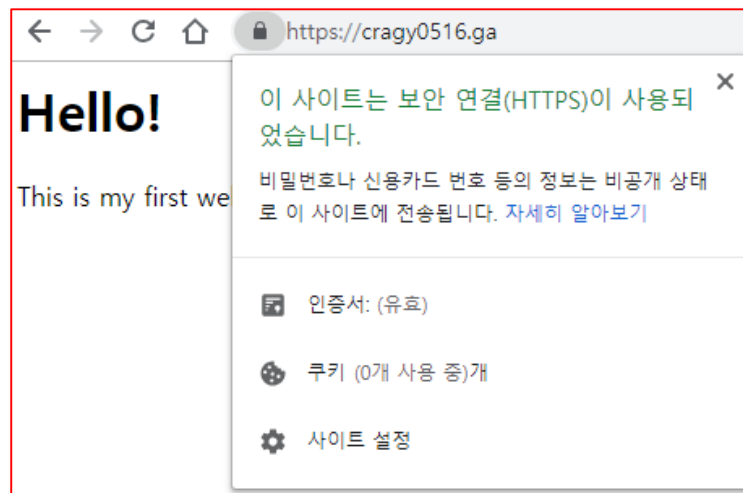 https://cragy0516.ga
Hello!
This is my first we
이 사이트는 보안 연결(HTTPS)이 사용되
었습니다.
비밀번호나 신용카드 번호 등의 정보는 비공개 상태
로 이 사이트에 전송됩니다. 자세히 알아보기
인증서: (유효)
쿠키 (0개 사용 중)개
사이트 설정